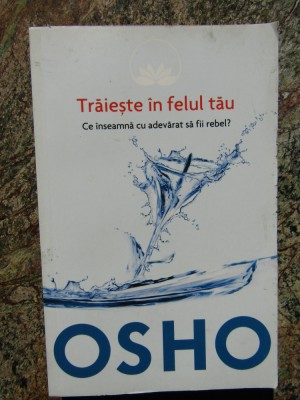 Trăiește în felul tău
Ce înseamnă cu adevărat să fii rebel?
OSHO